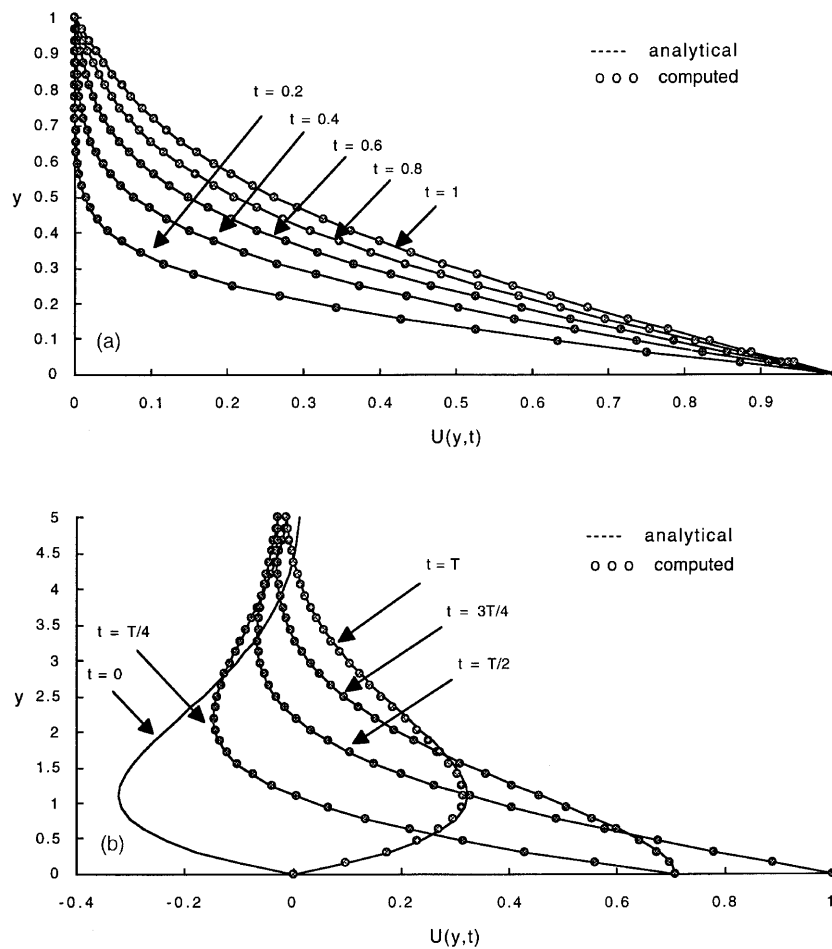 1
0.9
0.8
0.7
0.6
0.5
0.4
0.3
0.2
0.1
0
y
----- analytical
o o o computed
t = 0.2
t = 0.4
t = 0.6
t = 0.8
t = 1
(a)
0 0.1 0.2 0.3 0.4 0.5 0.6 0.7 0.8 0.9
U(y,t)
5
4.5
4
3.5
3
2.5
2
1.5
1
0.5
0
y
----- analytical
o o o computed
t = T
t = 3T/4
t = T/2
t = T/4
t = 0
(b)
-0.4 -0.2 0 0.2 0.4 0.6 0.8 1
U(y,t)